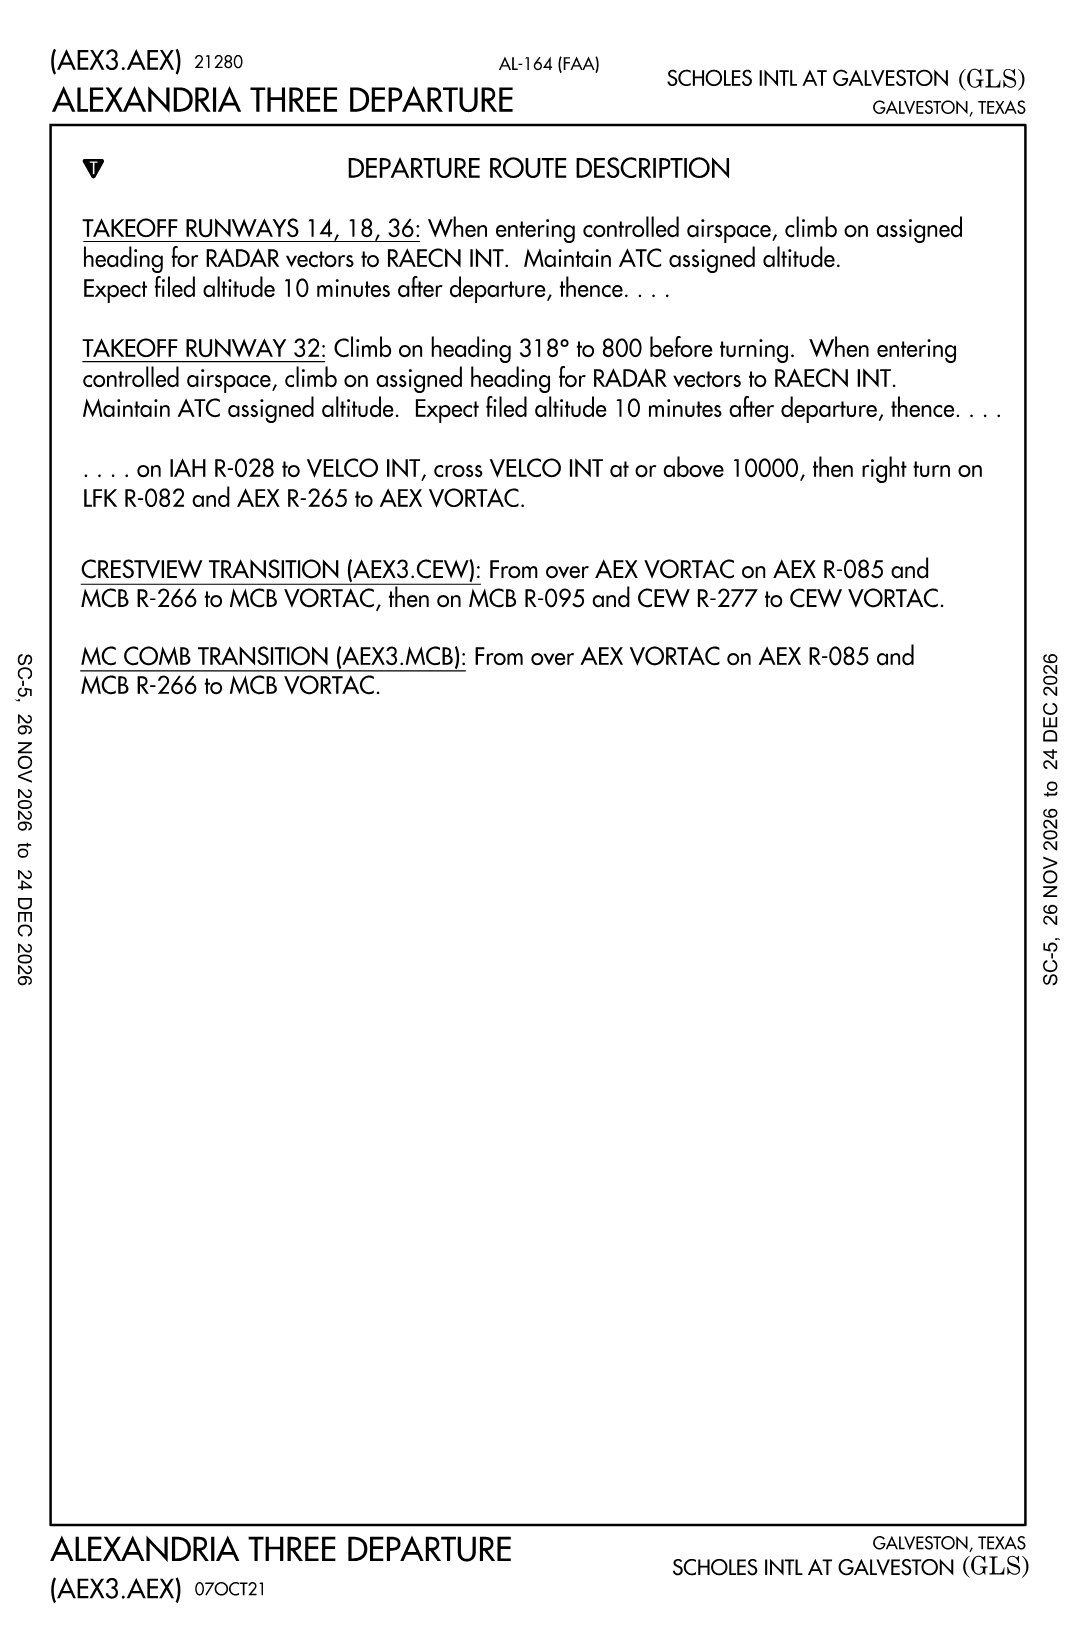 (AEX3.AEX) 21280
AL-164 (FAA)
SCHOLES INTL AT GALVESTON (GLS)
ALEXANDRIA THREE DEPARTURE
GALVESTON, TEXAS
T
DEPARTURE ROUTE DESCRIPTION
TAKEOFF RUNWAYS 14, 18, 36: When entering controlled airspace, climb on assigned
heading for RADAR vectors to RAECN INT. Maintain ATC assigned altitude.
Expect filed altitude 10 minutes after departure, thence. . . .
TAKEOFF RUNWAY 32: Climb on heading 318° to 800 before turning. When entering
controlled airspace, climb on assigned heading for RADAR vectors to RAECN INT.
Maintain ATC assigned altitude. Expect filed altitude 10 minutes after departure, thence. . . .
. . . . on IAH R-028 to VELCO INT, cross VELCO INT at or above 10000, then right turn on
LFK R-082 and AEX R-265 to AEX VORTAC.
CRESTVIEW TRANSITION (AEX3.CEW): From over AEX VORTAC on AEX R-085 and
MCB R-266 to MCB VORTAC, then on MCB R-095 and CEW R-277 to CEW VORTAC.
MC COMB TRANSITION (AEX3.MCB): From over AEX VORTAC on AEX R-085 and
MCB R-266 to MCB VORTAC.
SC-5, 26 NOV 2026 to 24 DEC 2026
SC-5, 26 NOV 2026 to 24 DEC 2026
ALEXANDRIA THREE DEPARTURE
GALVESTON, TEXAS
SCHOLES INTL AT GALVESTON (GLS)
(AEX3.AEX) 07OCT21